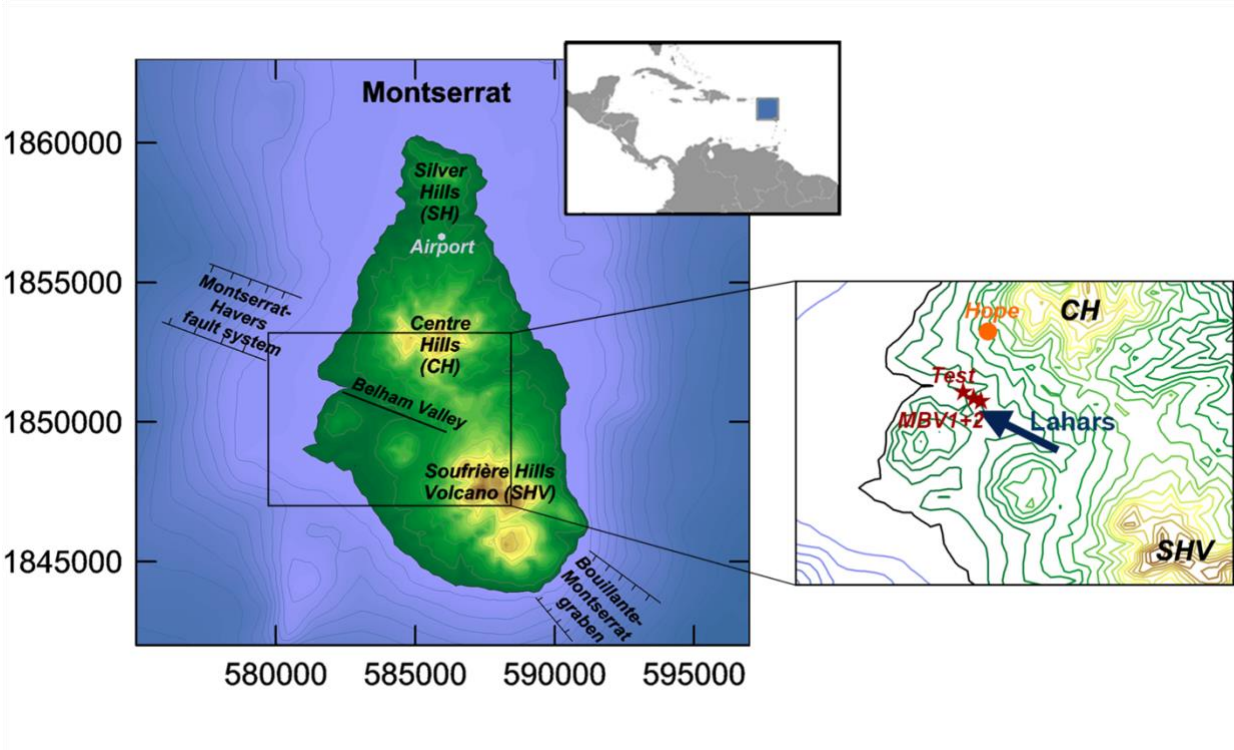 Montserrat
1860000
1855000
1850000
1845000
580000 585000 590000 595000
Silver
Hills
(SH)
Airport
Montserrat-
Havers
fault system
Centre
Hills
(CH)
Belham Valley
Soufrière Hills
Volcano (SHV)
Bouillante-
Montserrat
graben
Hope
CH
Test
MBV1+2
Lahars
SHV